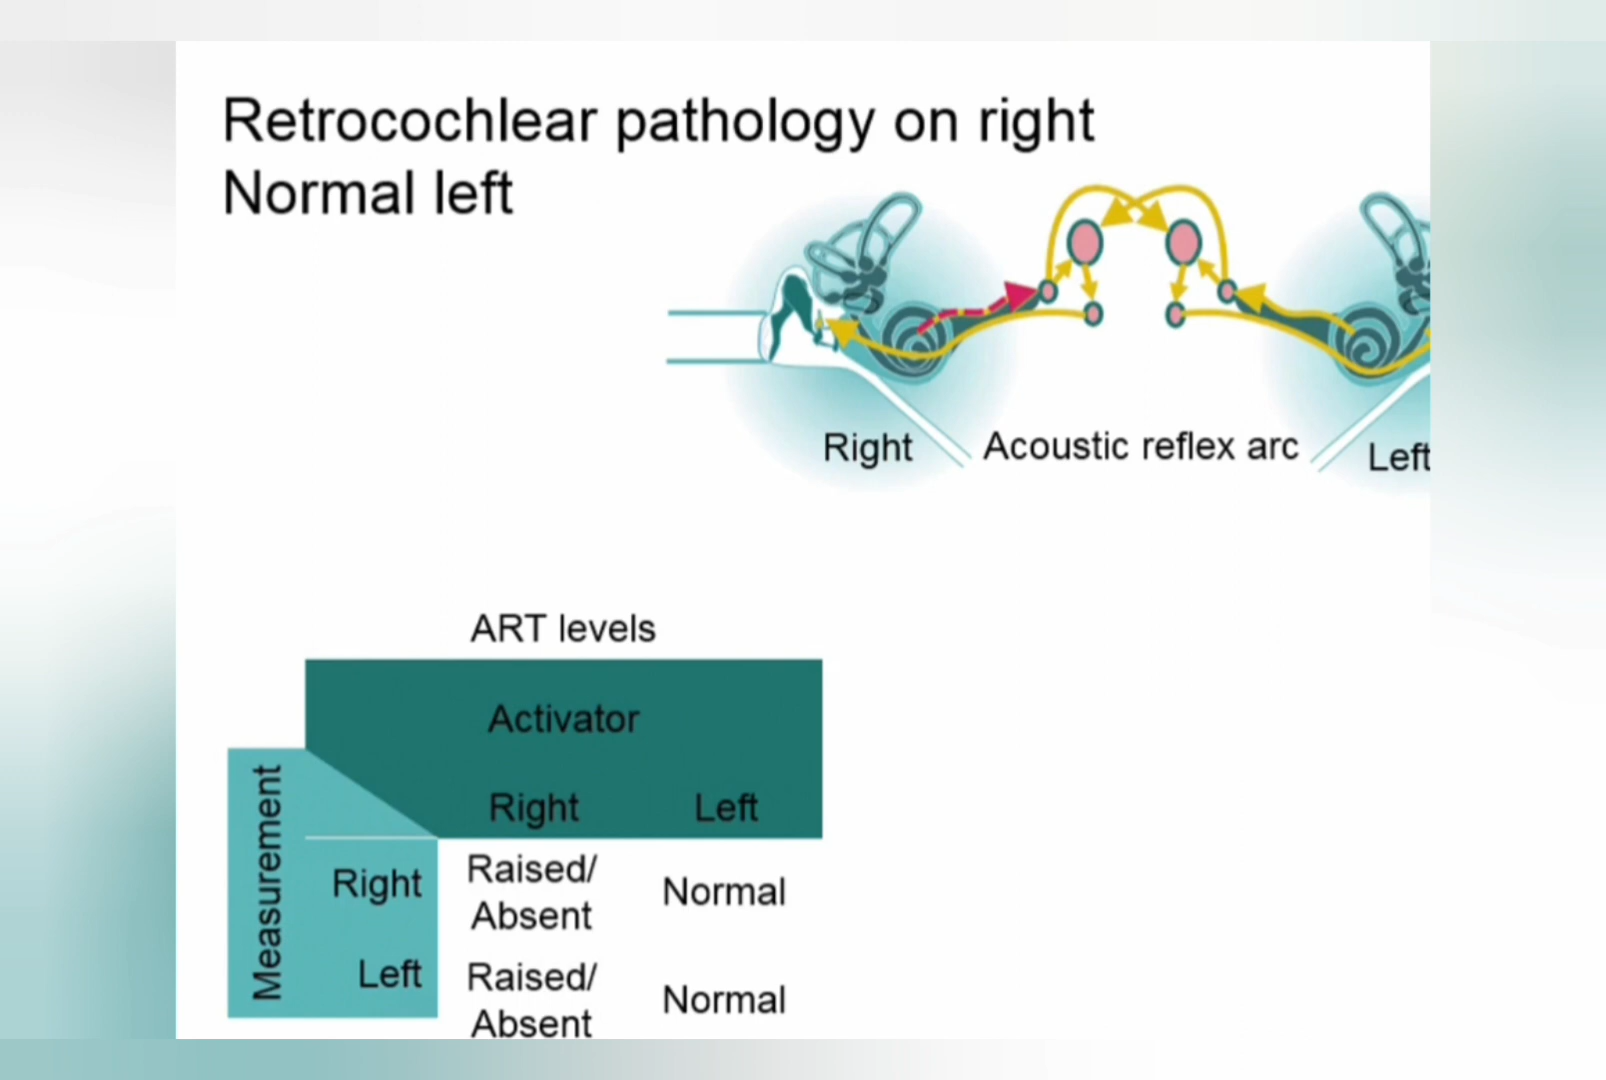 Retrocochlear pathology on right
Normal left
Right
Acoustic reflex arc
Left
ART levels
Activator
Right Left
Measurement
Right
Raised/
Absent
Normal
Left
Raised/
Absent
Normal